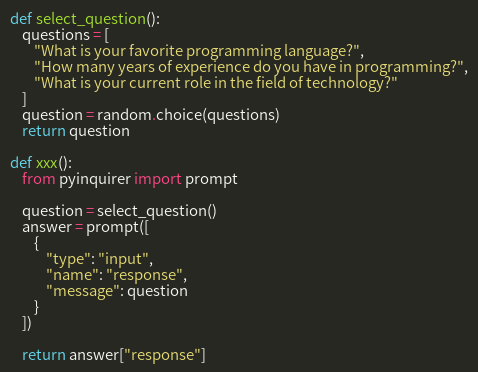 def select_question():
    questions = [
        "What is your favorite programming language?",
        "How many years of experience do you have in programming?",
        "What is your current role in the field of technology?"
    ]
    question = random.choice(questions)
    return question

def xxx():
    from pyinquirer import prompt

    question = select_question()
    answer = prompt([
        {
            "type": "input",
            "name": "response",
            "message": question
        }
    ])

    return answer["response"]